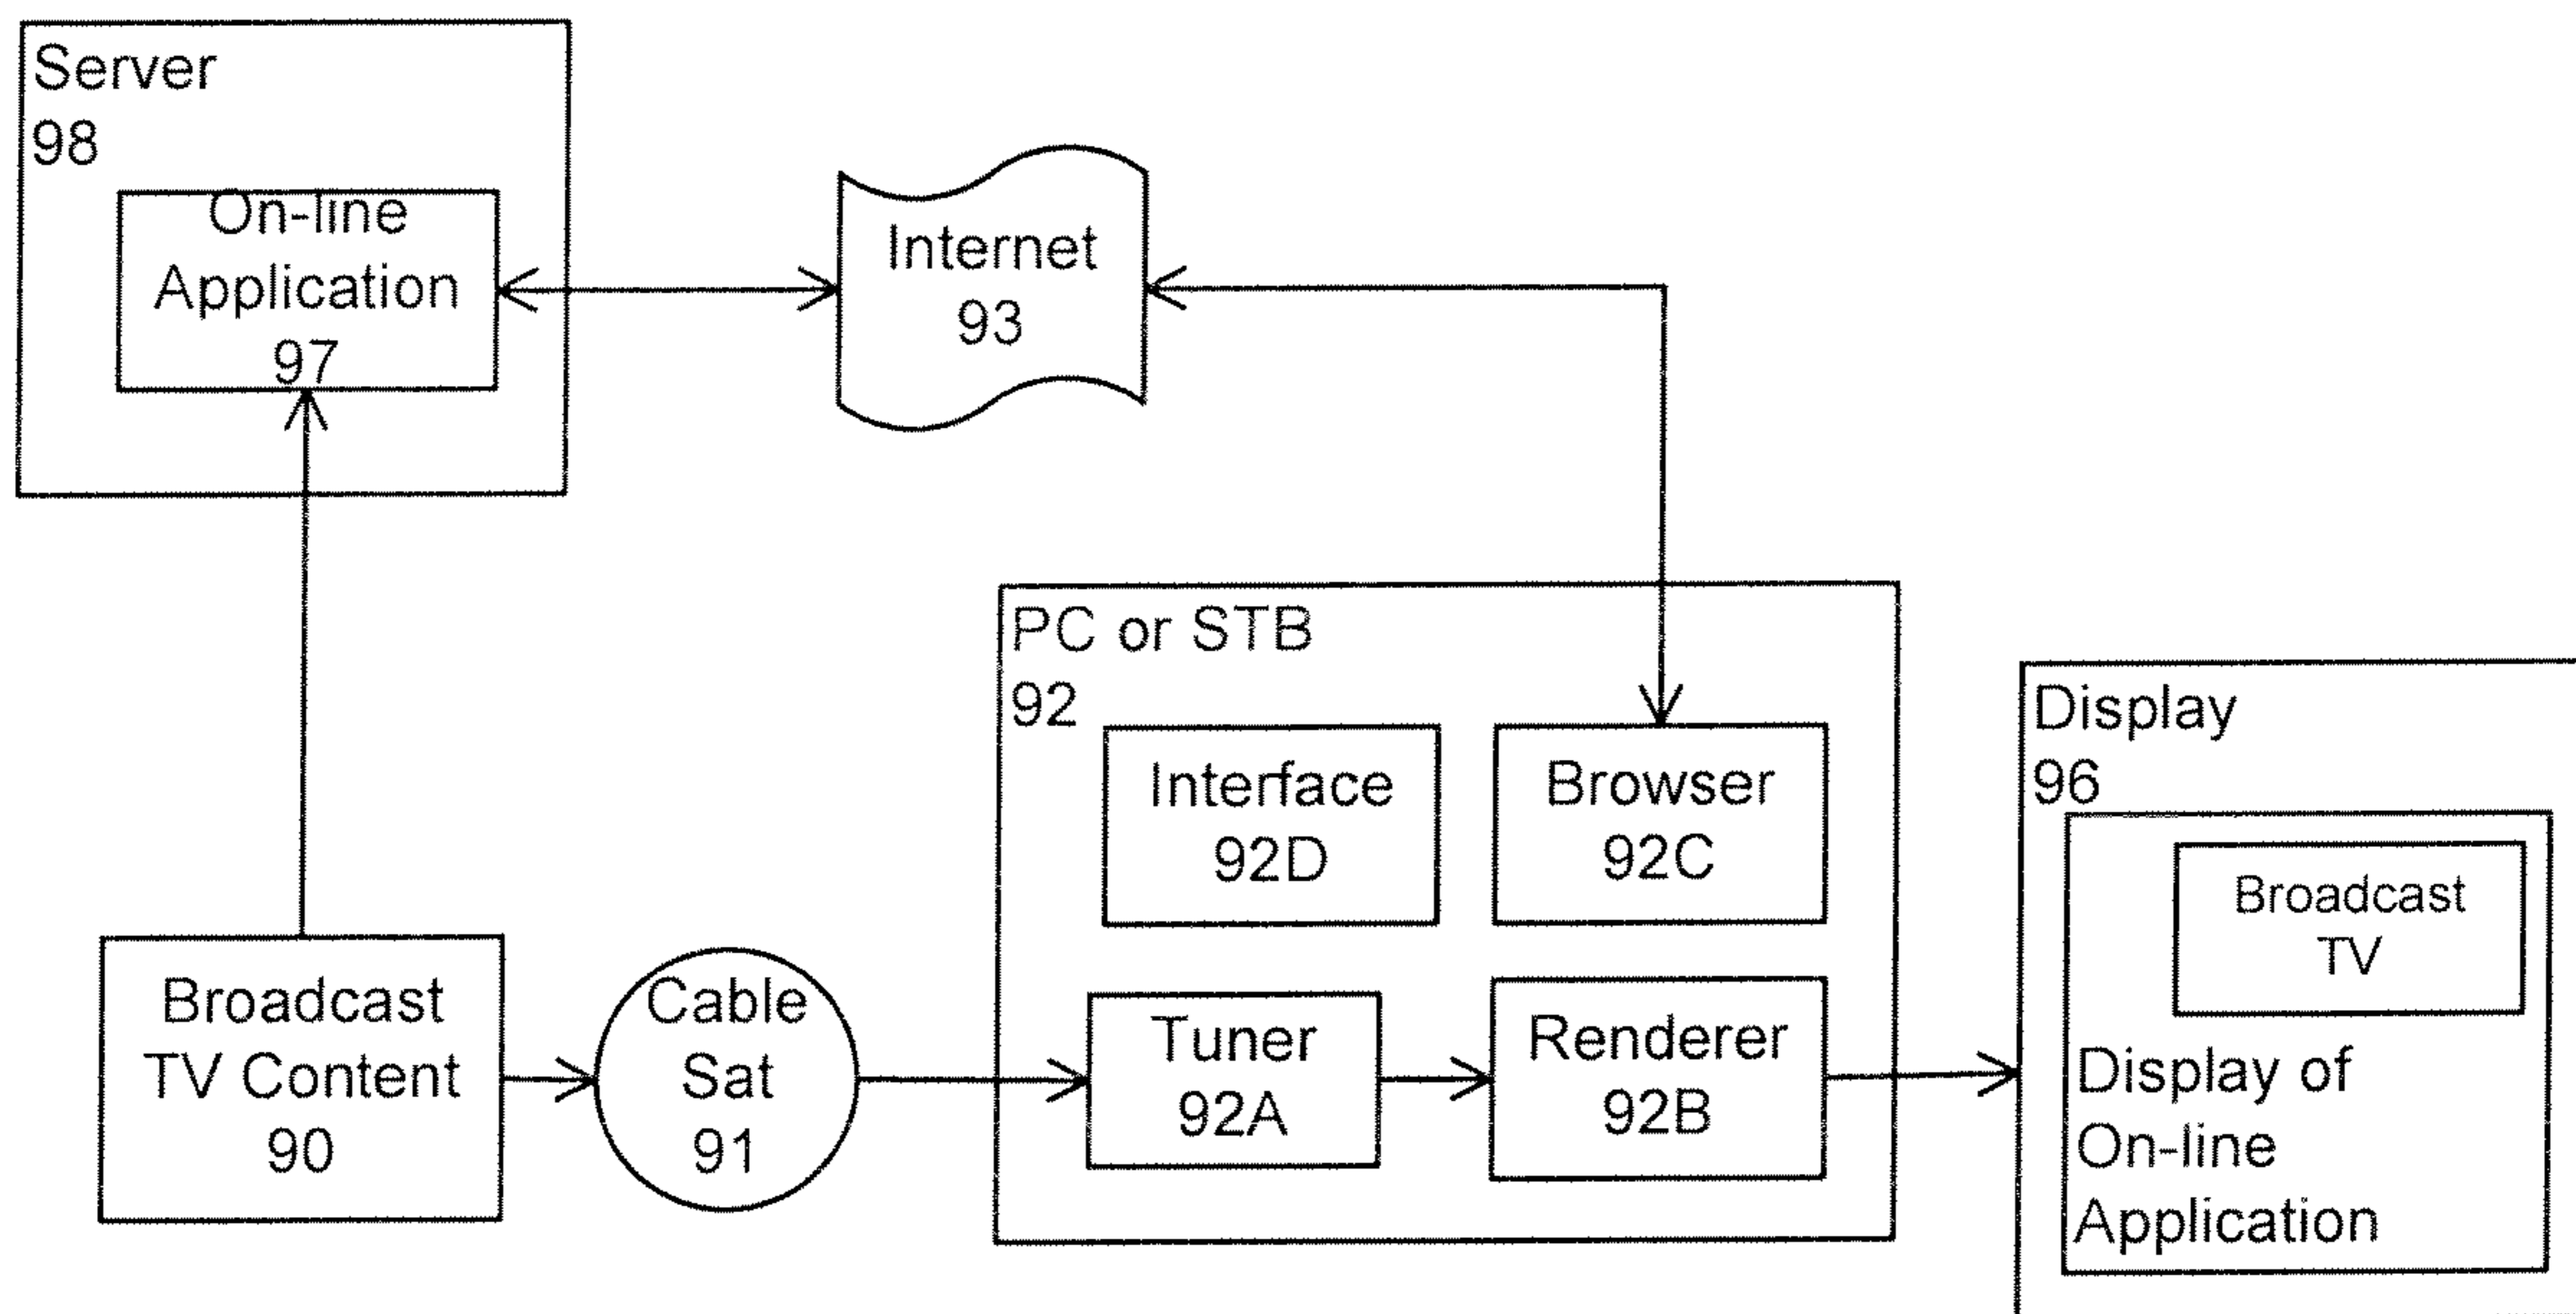 Server
98
On-line
Application
97
Internet
93
PC or STB
92
Interface
92D
Browser
92C
Broadcast
TV Content
90
Cable
Sat
91
Tuner
92A
Renderer
92B
Display
96
Broadcast
TV
Display of
On-line
Application